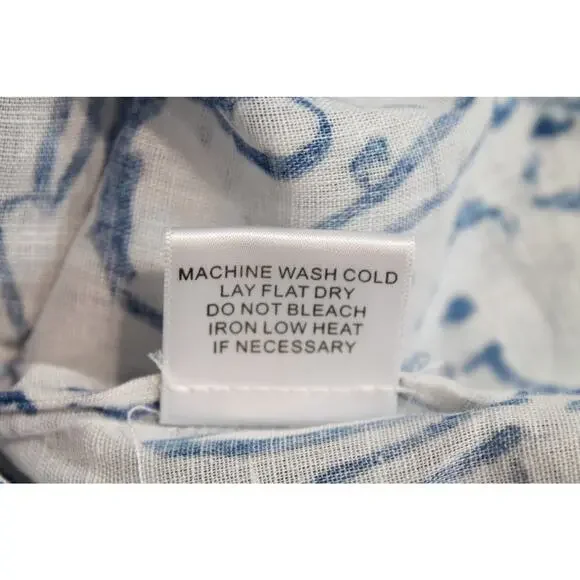 MACHINE WASH COLD
LAY FLAT DRY
DO NOT BLEACH
IRON LOW HEAT
IF NECESSARY